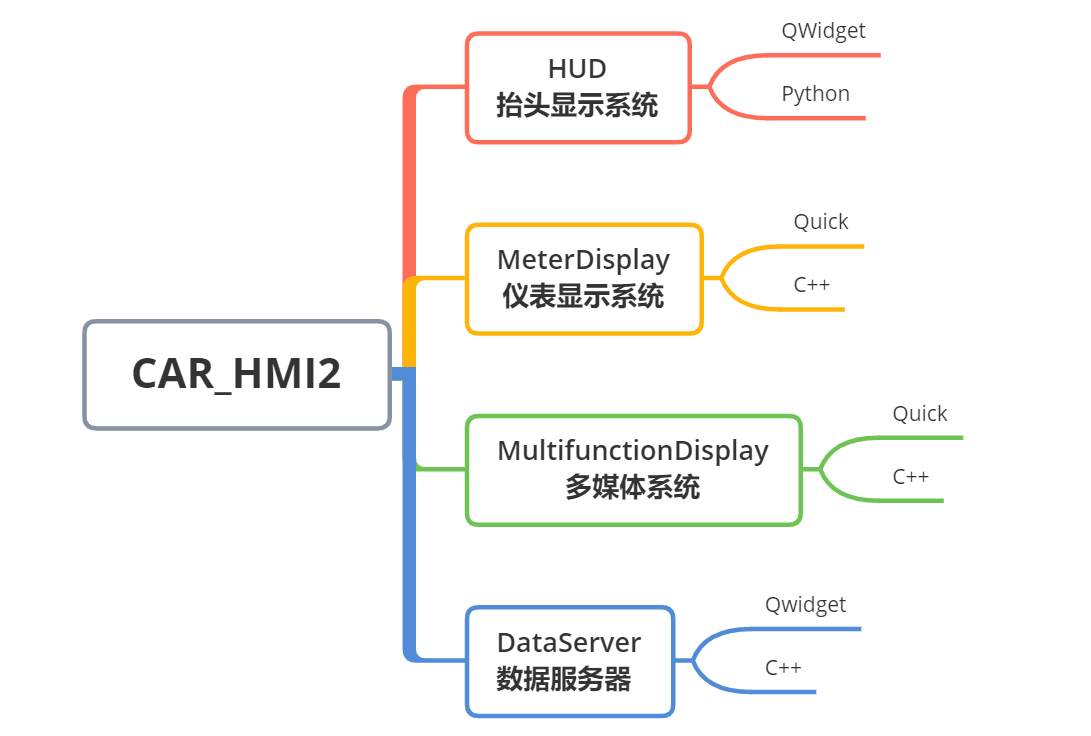 CAR_HMI2
HUD
抬头显示系统
QWidget
Python
MeterDisplay
仪表显示系统
Quick
C++
MultifunctionDisplay
多媒体系统
Quick
C++
DataServer
数据服务器
Qwidget
C++